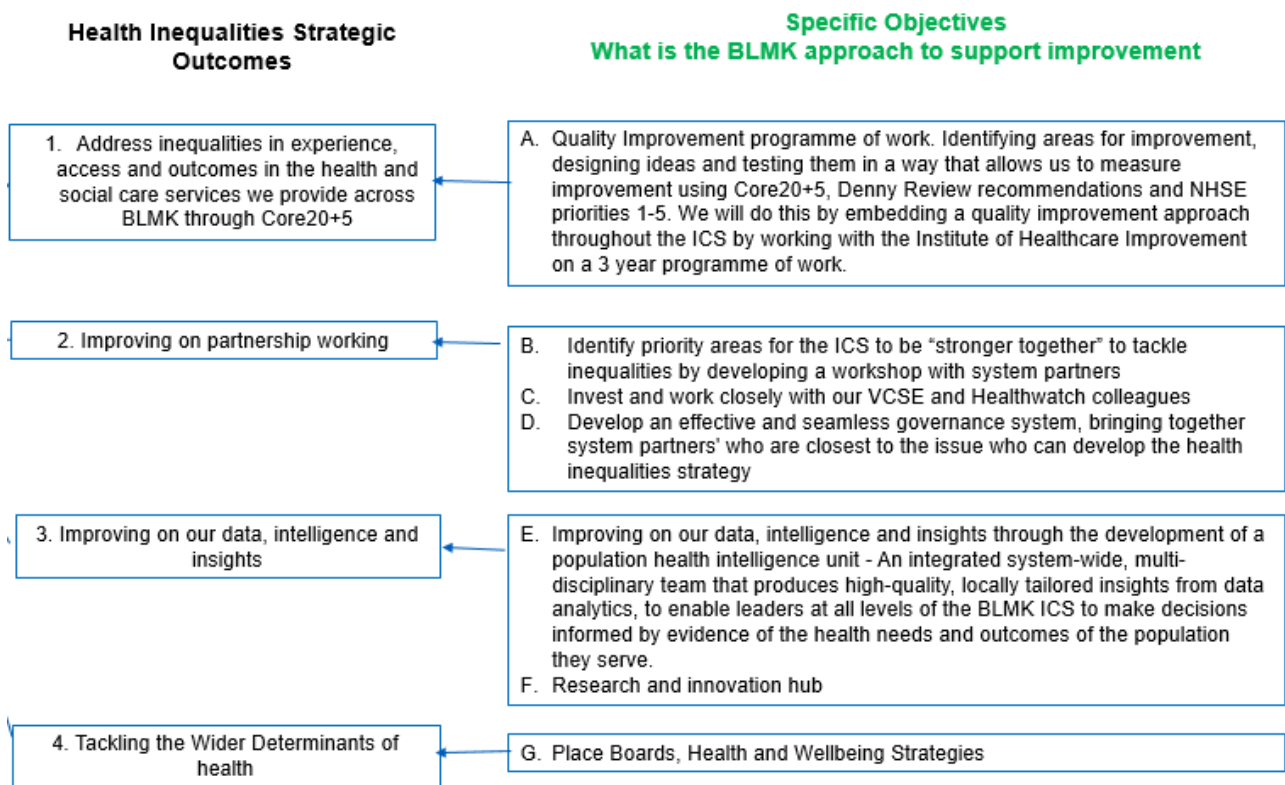 Health Inequalities Strategic
Outcomes
Specific Objectives
What is the BLMK approach to support improvement
1. Address inequalities in experience,
access and outcomes in the health and
social care services we provide across
BLMK through Core20+5
A. Quality Improvement programme of work. Identifying areas for improvement,
designing ideas and testing them in a way that allows us to measure
improvement using Core20+5, Denny Review recommendations and NHSE
priorities 1-5. We will do this by embedding a quality improvement approach
throughout the ICS by working with the Institute of Healthcare Improvement
on a 3 year programme of work.
2. Improving on partnership working
B. Identify priority areas for the ICS to be “stronger together” to tackle
inequalities by developing a workshop with system partners
C. Invest and work closely with our VCSE and Healthwatch colleagues
D. Develop an effective and seamless governance system, bringing together
system partners' who are closest to the issue who can develop the health
inequalities strategy
3. Improving on our data, intelligence and
insights
E. Improving on our data, intelligence and insights through the development of a
population health intelligence unit - An integrated system-wide, multi-
disciplinary team that produces high-quality, locally tailored insights from data
analytics, to enable leaders at all levels of the BLMK ICS to make decisions
informed by evidence of the health needs and outcomes of the population
they serve.
F. Research and innovation hub
4. Tackling the Wider Determinants of
health
G. Place Boards, Health and Wellbeing Strategies